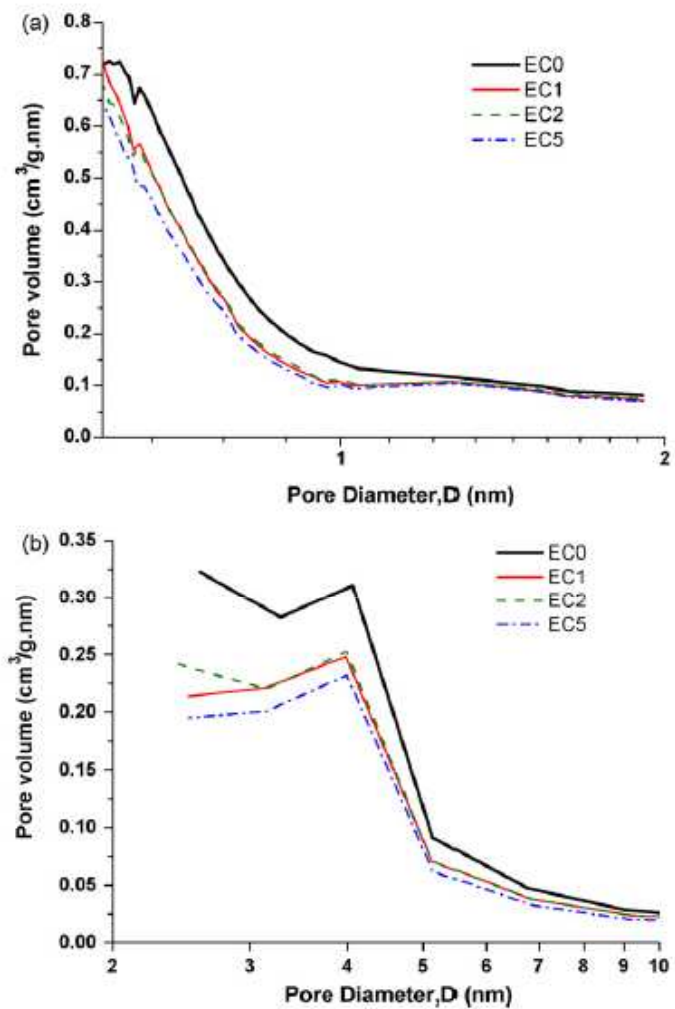 (a)
0.8
0.7
0.6
0.5
0.4
0.3
0.2
0.1
0.0
Pore volume (cm³/g.nm)
EC0
EC1
EC2
EC5
1
2
Pore Diameter,D (nm)
(b)
0.35
0.30
0.25
0.20
0.15
0.10
0.05
0.00
Pore volume (cm³/g.nm)
EC0
EC1
EC2
EC5
2 3 4 5 6 7 8 9 10
Pore Diameter,D (nm)